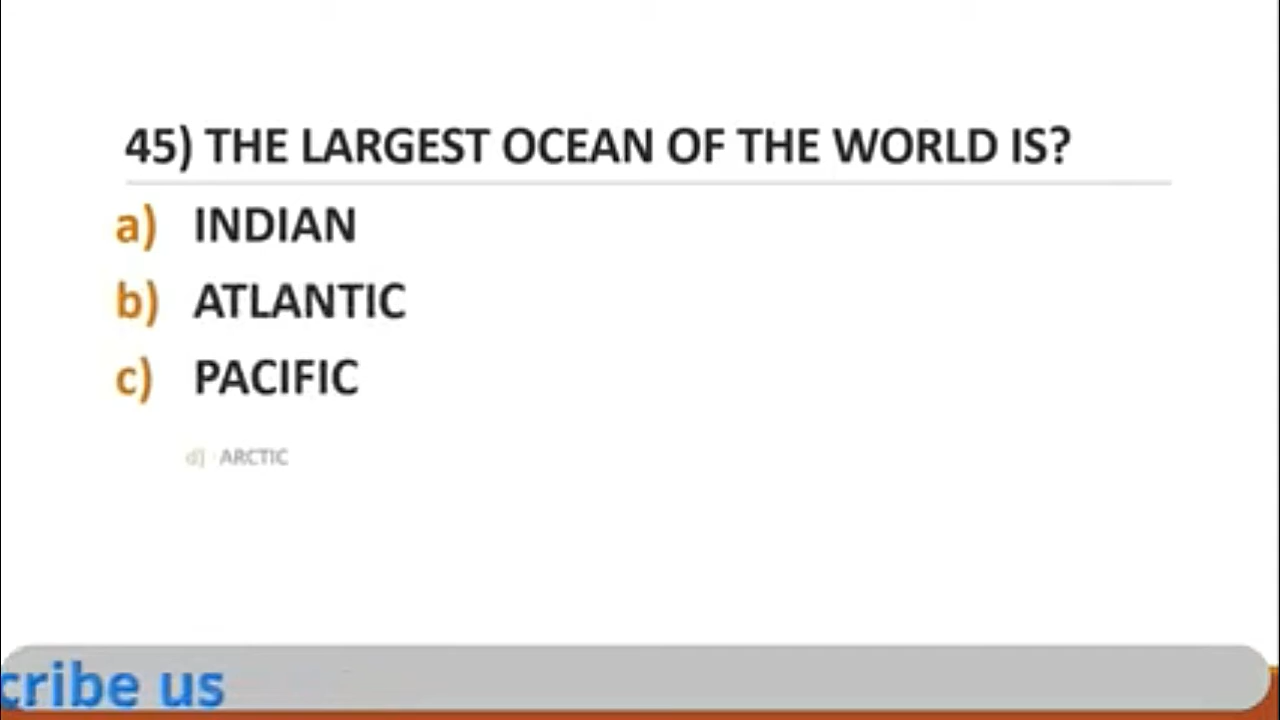 45) THE LARGEST OCEAN OF THE WORLD IS?
a) INDIAN
b) ATLANTIC
c) PACIFIC
d) ARCTIC
cribe us